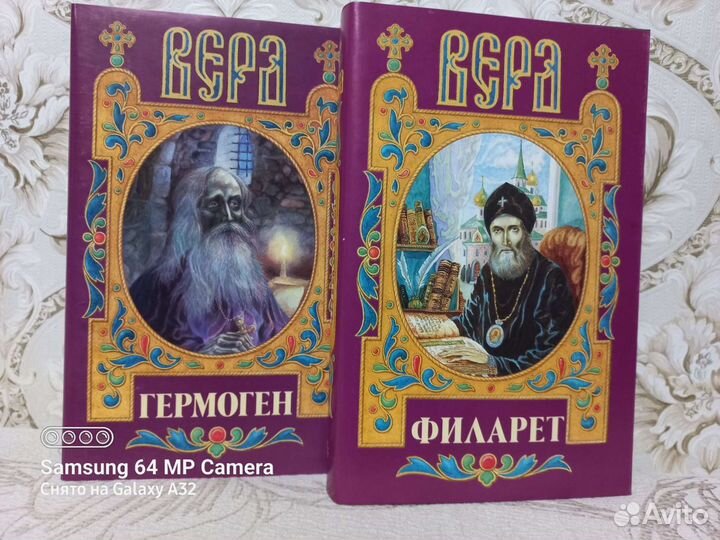 ВЕРА
ГЕРМОГЕН
ВЕРА
ФИЛАРЕТ
Samsung 64 MP Camera
Снято на Galaxy A32
Avito